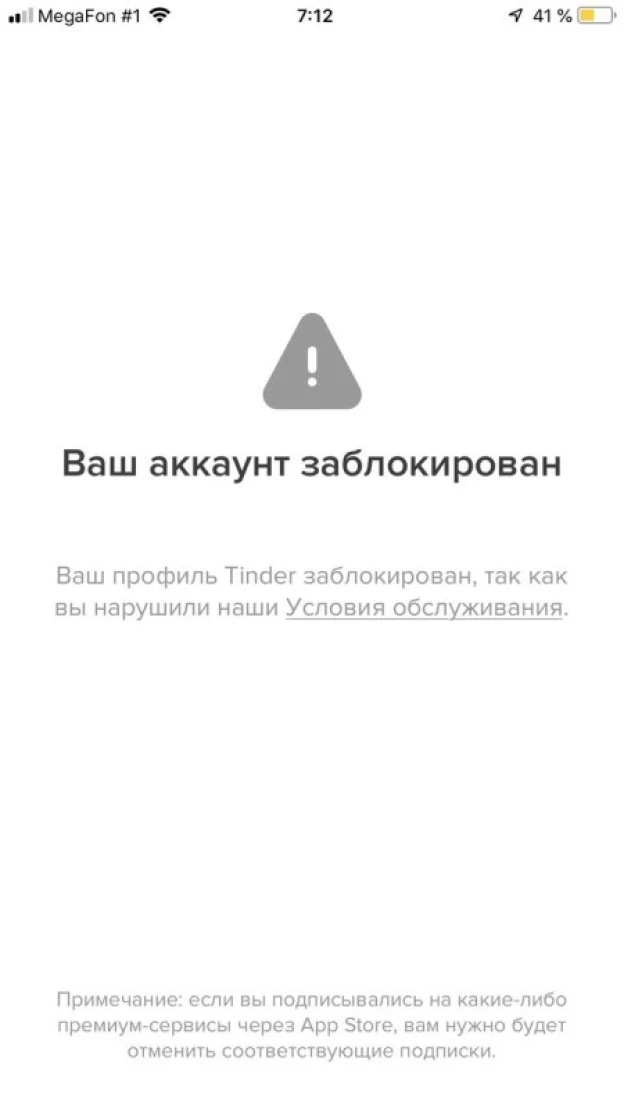 MegaFon #1 7:12 41 %
Ваш аккаунт заблокирован
Ваш профиль Tinder заблокирован, так как
вы нарушили наши Условия обслуживания.
Примечание: если вы подписывались на какие-либо
премиум-сервисы через App Store, вам нужно будет
отменить соответствующие подписки.